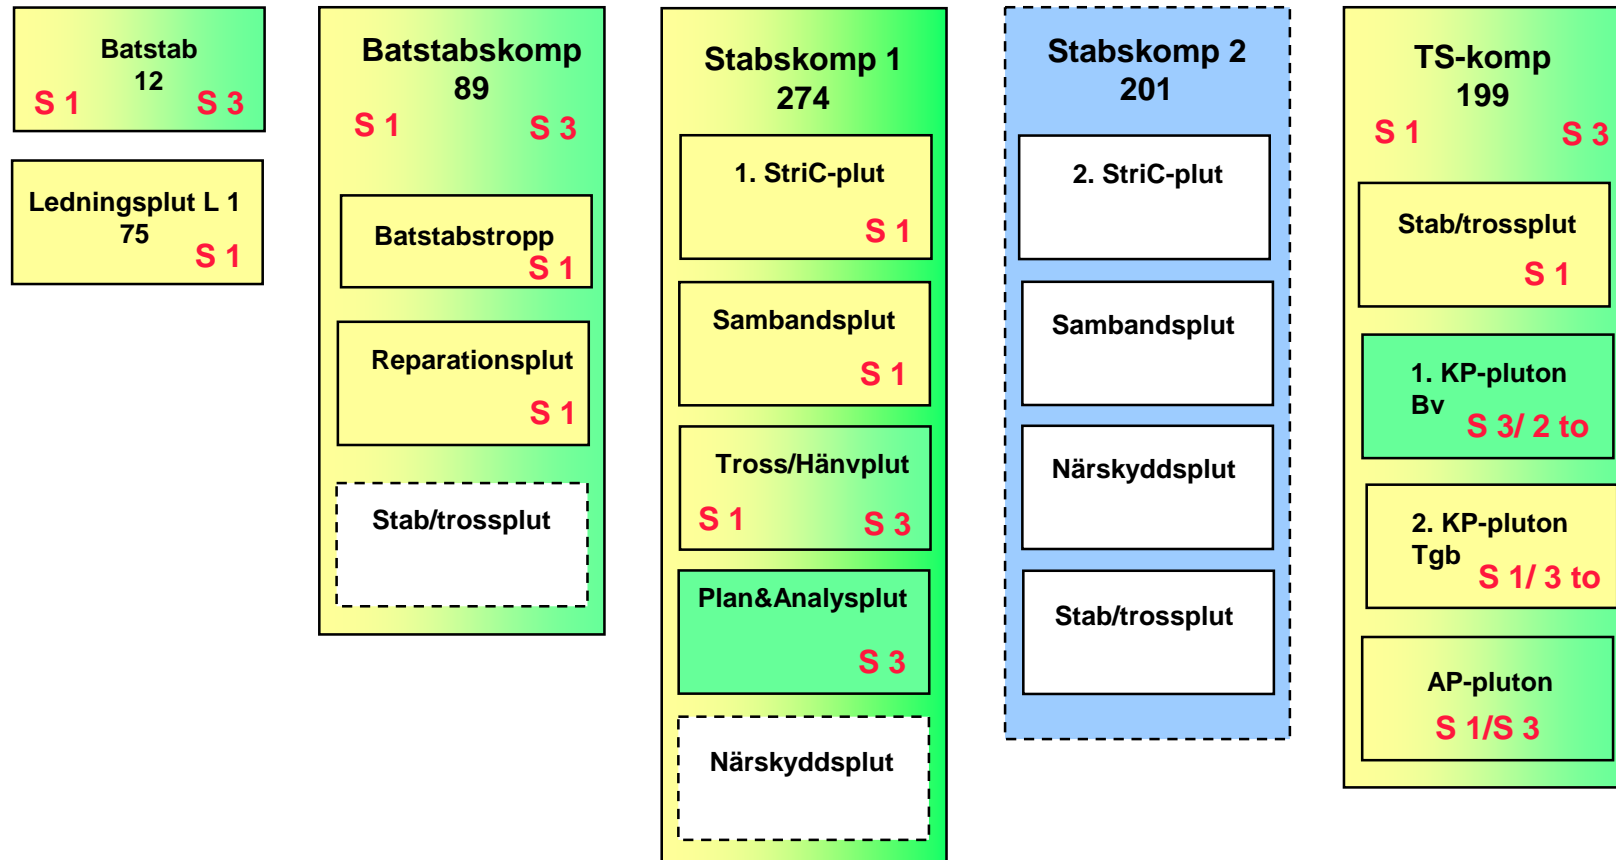 Batstab
12
S 1 S 3
Ledningsplut L 1
75
S 1
Batstabskomp
89
S 1 S 3
Batstabstropp
S 1
Reparationsplut
S 1
Stab/trossplut
Stabskomp 1
274
1. StriC-plut
S 1
Sambandsplut
S 1
Tross/Hänvplut
S 1 S 3
Plan&Analysplut
S 3
Närskyddsplut
Stabskomp 2
201
2. StriC-plut
Sambandsplut
Närskyddsplut
Stab/trossplut
TS-komp
199
S 1 S 3
Stab/trossplut
S 1
1. KP-pluton
Bv
S 3/ 2 to
2. KP-pluton
Tgb
S 1/ 3 to
AP-pluton
S 1/S 3